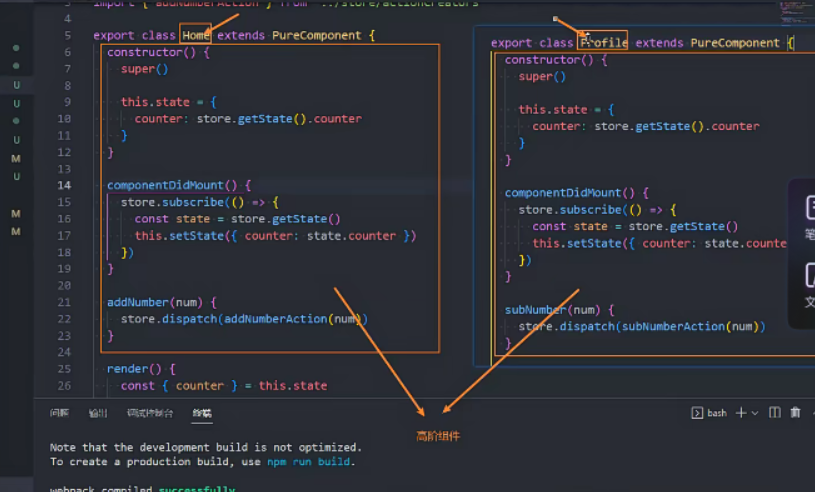 import { addNumberAction } from "../store/actionCreators"
5 export class Home extends PureComponent {
6 constructor() {
7 super()
8
9 this.state = {
10 counter: store.getState().counter
11 }
12 }
13
14 componentDidMount() {
15 store.subscribe(() => {
16 const state = store.getState()
17 this.setState({ counter: state.counter })
18 })
19 }
20
21 addNumber(num) {
22 store.dispatch(addNumberAction(num))
23 }
24
25 render() {
26 const { counter } = this.state
export class Profile extends PureComponent {
constructor() {
super()
this.state = {
counter: store.getState().counter
}
}
componentDidMount() {
store.subscribe(() => {
const state = store.getState()
this.setState({ counter: state.counte
})
}
subNumber(num) {
store.dispatch(subNumberAction(num))
}
U
U
U
M
U
M
M
笔
文
高阶组件
问题 输出 调试控制台 终端
bash
Note that the development build is not optimized.
To create a production build, use npm run build.
webpack compiled successfully